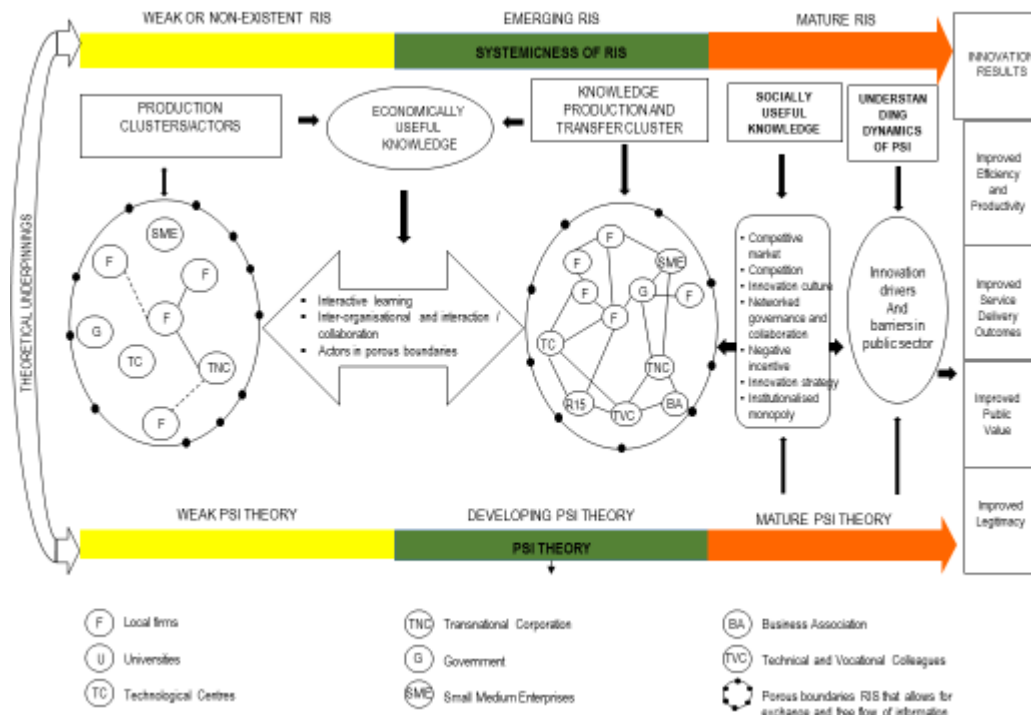 WEAK OR NON-EXISTENT RIS
EMERGING RIS
MATURE RIS
SYSTEMICNESS OF RIS
INNOVATION
RESULTS
THEORETICAL UNDERPINNINGS
PRODUCTION
CLUSTERS/ACTORS
ECONOMICALLY
USEFUL
KNOWLEDGE
KNOWLEDGE
PRODUCTION AND
TRANSFER CLUSTER
SOCIALLY
USEFUL
KNOWLEDGE
UNDERSTAN
DING
DYNAMICS
OF PSI
SME
F
F
F
G
TC
TNC
F
▪ Interactive learning
▪ Inter-organisational and interaction /
collaboration
▪ Actors in porous boundaries
F
F
SME
F
G
F
F
TC
TNC
R15
TVC
BA
▪ Competitive
market
▪ Competition
▪ Innovation culture
▪ Networked
governance and
collaboration
▪ Negative
incentive
▪ Innovation strategy
▪ Institutionalised
monopoly
Innovation
drivers
And
barriers in
public sector
Improved
Efficiency
and
Productivity
Improved
Service
Delivery
Outcomes
Improved
Public
Value
Improved
Legitimacy
WEAK PSI THEORY
DEVELOPING PSI THEORY
MATURE PSI THEORY
PSI THEORY
F Local firms
U Universities
TC Technological Centres
TNC Transnational Corporation
G Government
SME Small Medium Enterprises
BA Business Association
TVC Technical and Vocational Colleagues
Porous boundaries RIS that allows for
exchange and free flow of information